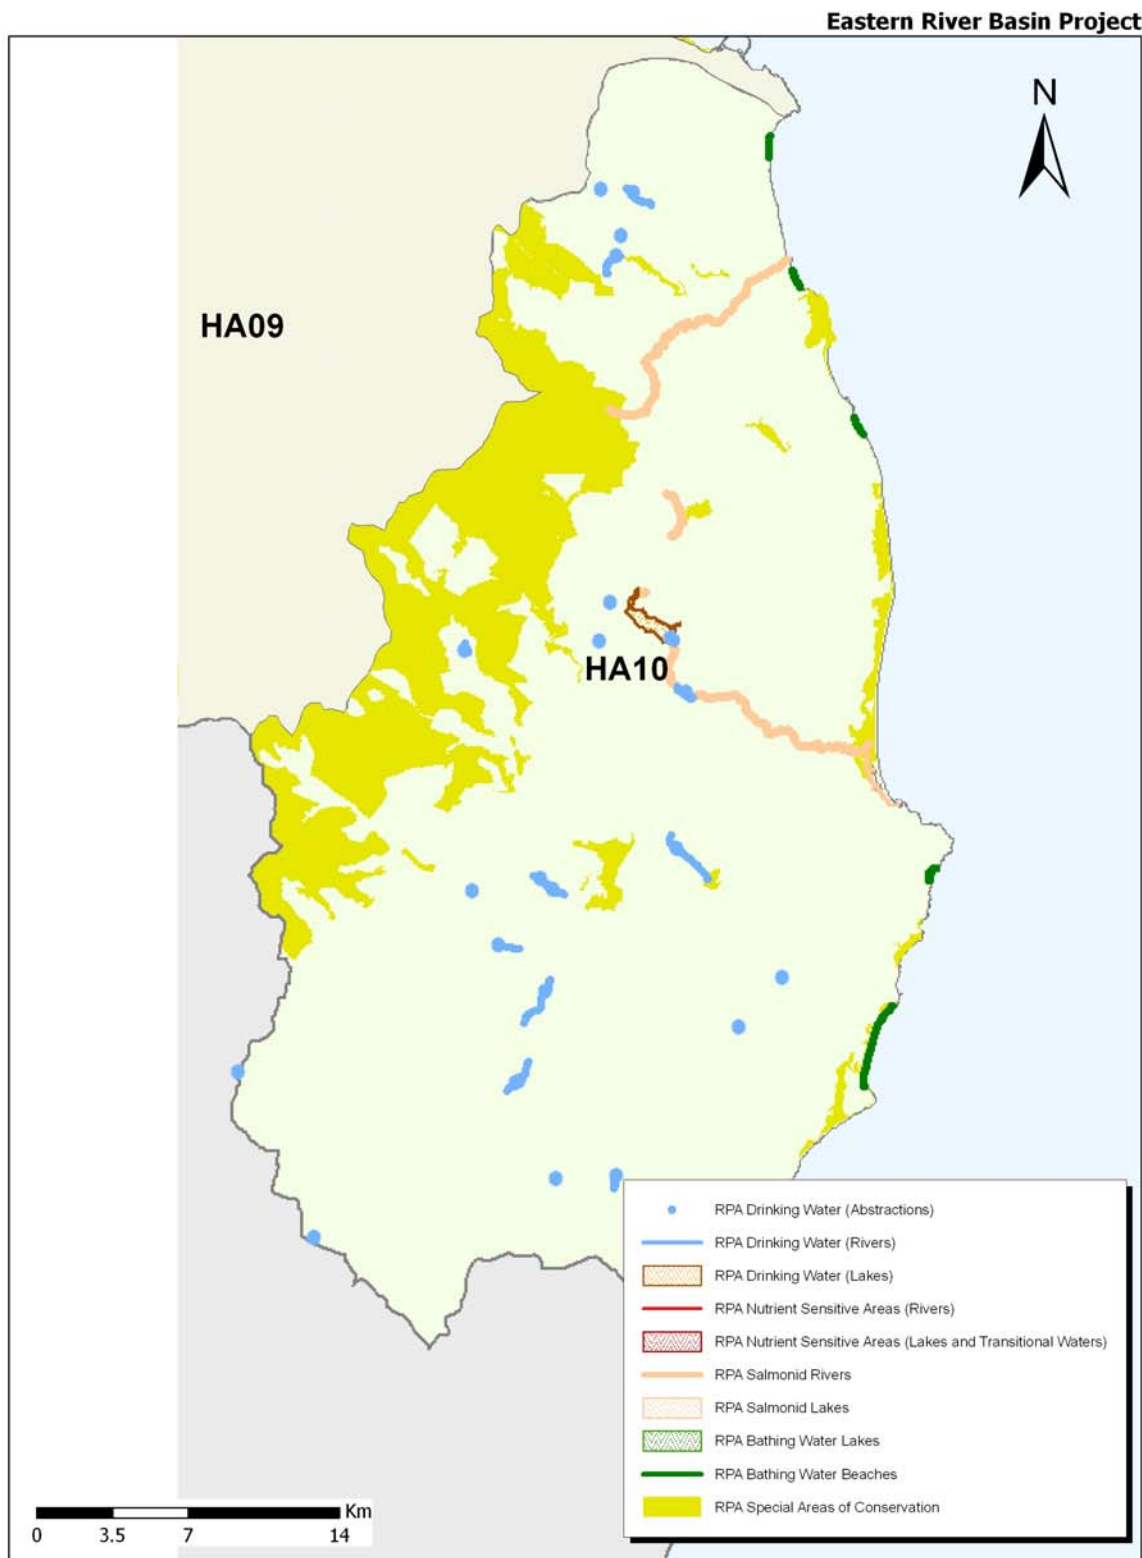 Eastern River Basin Project
N
HA09
HA10
RPA Drinking Water (Abstractions)
RPA Drinking Water (Rivers)
RPA Drinking Water (Lakes)
RPA Nutrient Sensitive Areas (Rivers)
RPA Nutrient Sensitive Areas (Lakes and Transitional Waters)
RPA Salmonid Rivers
RPA Salmonid Lakes
RPA Bathing Water Lakes
RPA Bathing Water Beaches
RPA Special Areas of Conservation
Km
0 3.5 7 14